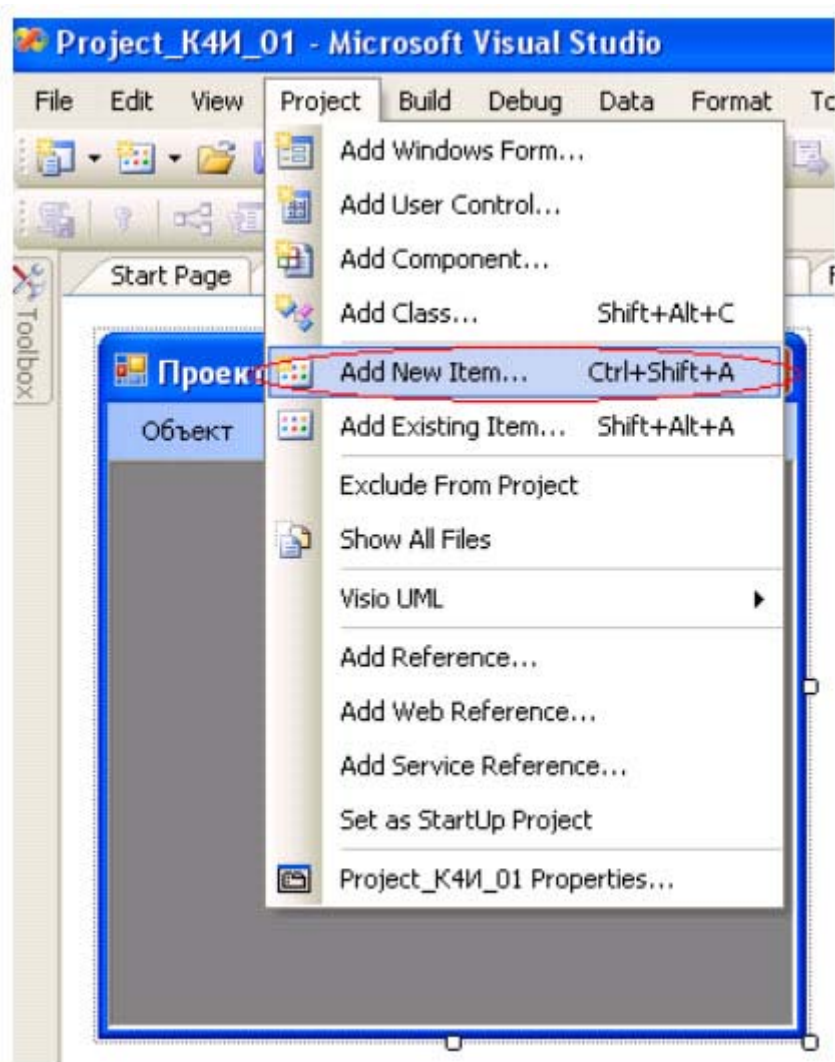 Project_К4И_01 - Microsoft Visual Studio
File Edit View Project Build Debug Data Format
Add Windows Form...
Add User Control...
Start Page
Add Component...
Add Class... Shift+Alt+C
Toolbox
Add New Item... Ctrl+Shift+A
Объект
Add Existing Item... Shift+Alt+A
Exclude From Project
Show All Files
Visio UML
Add Reference...
Add Web Reference...
Add Service Reference...
Set as StartUp Project
Project_К4И_01 Properties...